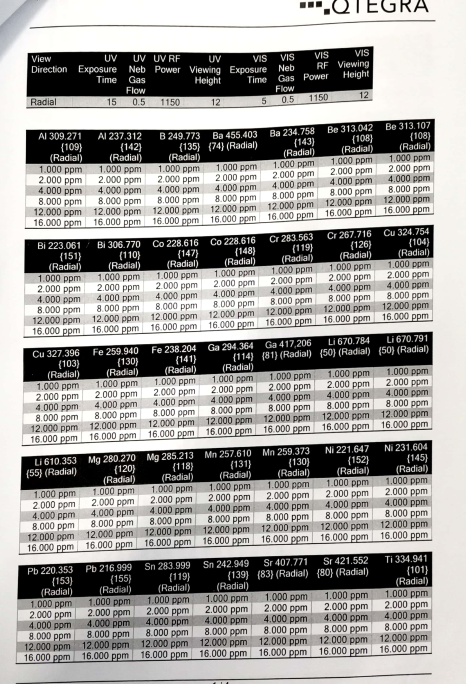 QTEGRA
View Direction UV Exposure Time UV Neb Gas Flow UV RF Power UV Viewing Height VIS Exposure Time VIS Neb Gas Flow VIS RF Power VIS Viewing Height
Radial 15 0.5 1150 12 5 0.5 1150 12
Al 309.271 {109} (Radial) Al 237.312 {142} (Radial) B 249.773 {135} (Radial) Ba 455.403 {74} (Radial) Ba 234.758 {143} (Radial) Be 313.042 {108} (Radial) Be 313.107 {108} (Radial)
1.000 ppm 1.000 ppm 1.000 ppm 1.000 ppm 1.000 ppm 1.000 ppm 1.000 ppm
2.000 ppm 2.000 ppm 2.000 ppm 2.000 ppm 2.000 ppm 2.000 ppm 2.000 ppm
4.000 ppm 4.000 ppm 4.000 ppm 4.000 ppm 4.000 ppm 4.000 ppm 4.000 ppm
8.000 ppm 8.000 ppm 8.000 ppm 8.000 ppm 8.000 ppm 8.000 ppm 8.000 ppm
12.000 ppm 12.000 ppm 12.000 ppm 12.000 ppm 12.000 ppm 12.000 ppm 12.000 ppm
16.000 ppm 16.000 ppm 16.000 ppm 16.000 ppm 16.000 ppm 16.000 ppm 16.000 ppm
Bi 223.061 {151} (Radial) Bi 306.770 {110} (Radial) Co 228.616 {147} (Radial) Co 228.616 {148} (Radial) Cr 283.563 {119} (Radial) Cr 267.716 {126} (Radial) Cu 324.754 {104} (Radial)
1.000 ppm 1.000 ppm 1.000 ppm 1.000 ppm 1.000 ppm 1.000 ppm 1.000 ppm
2.000 ppm 2.000 ppm 2.000 ppm 2.000 ppm 2.000 ppm 2.000 ppm 2.000 ppm
4.000 ppm 4.000 ppm 4.000 ppm 4.000 ppm 4.000 ppm 4.000 ppm 4.000 ppm
8.000 ppm 8.000 ppm 8.000 ppm 8.000 ppm 8.000 ppm 8.000 ppm 8.000 ppm
12.000 ppm 12.000 ppm 12.000 ppm 12.000 ppm 12.000 ppm 12.000 ppm 12.000 ppm
16.000 ppm 16.000 ppm 16.000 ppm 16.000 ppm 16.000 ppm 16.000 ppm 16.000 ppm
Cu 327.396 {103} (Radial) Fe 259.940 {130} (Radial) Fe 238.204 {141} (Radial) Ga 294.364 {114} (Radial) Ga 417.206 {81} (Radial) Li 670.784 {50} (Radial) Li 670.791 {50} (Radial)
1.000 ppm 1.000 ppm 1.000 ppm 1.000 ppm 1.000 ppm 1.000 ppm 1.000 ppm
2.000 ppm 2.000 ppm 2.000 ppm 2.000 ppm 2.000 ppm 2.000 ppm 2.000 ppm
4.000 ppm 4.000 ppm 4.000 ppm 4.000 ppm 4.000 ppm 4.000 ppm 4.000 ppm
8.000 ppm 8.000 ppm 8.000 ppm 8.000 ppm 8.000 ppm 8.000 ppm 8.000 ppm
12.000 ppm 12.000 ppm 12.000 ppm 12.000 ppm 12.000 ppm 12.000 ppm 12.000 ppm
16.000 ppm 16.000 ppm 16.000 ppm 16.000 ppm 16.000 ppm 16.000 ppm 16.000 ppm
Li 610.353 {55} (Radial) Mg 280.270 {120} (Radial) Mg 285.213 {118} (Radial) Mn 257.610 {131} (Radial) Mn 259.373 {130} (Radial) Ni 221.647 {152} (Radial) Ni 231.604 {145} (Radial)
1.000 ppm 1.000 ppm 1.000 ppm 1.000 ppm 1.000 ppm 1.000 ppm 1.000 ppm
2.000 ppm 2.000 ppm 2.000 ppm 2.000 ppm 2.000 ppm 2.000 ppm 2.000 ppm
4.000 ppm 4.000 ppm 4.000 ppm 4.000 ppm 4.000 ppm 4.000 ppm 4.000 ppm
8.000 ppm 8.000 ppm 8.000 ppm 8.000 ppm 8.000 ppm 8.000 ppm 8.000 ppm
12.000 ppm 12.000 ppm 12.000 ppm 12.000 ppm 12.000 ppm 12.000 ppm 12.000 ppm
16.000 ppm 16.000 ppm 16.000 ppm 16.000 ppm 16.000 ppm 16.000 ppm 16.000 ppm
Pb 220.353 {153} (Radial) Pb 216.999 {155} (Radial) Sn 283.999 {119} (Radial) Sn 242.949 {139} (Radial) Sr 407.771 {83} (Radial) Sr 421.552 {80} (Radial) Ti 334.941 {101} (Radial)
1.000 ppm 1.000 ppm 1.000 ppm 1.000 ppm 1.000 ppm 1.000 ppm 1.000 ppm
2.000 ppm 2.000 ppm 2.000 ppm 2.000 ppm 2.000 ppm 2.000 ppm 2.000 ppm
4.000 ppm 4.000 ppm 4.000 ppm 4.000 ppm 4.000 ppm 4.000 ppm 4.000 ppm
8.000 ppm 8.000 ppm 8.000 ppm 8.000 ppm 8.000 ppm 8.000 ppm 8.000 ppm
12.000 ppm 12.000 ppm 12.000 ppm 12.000 ppm 12.000 ppm 12.000 ppm 12.000 ppm
16.000 ppm 16.000 ppm 16.000 ppm 16.000 ppm 16.000 ppm 16.000 ppm 16.000 ppm